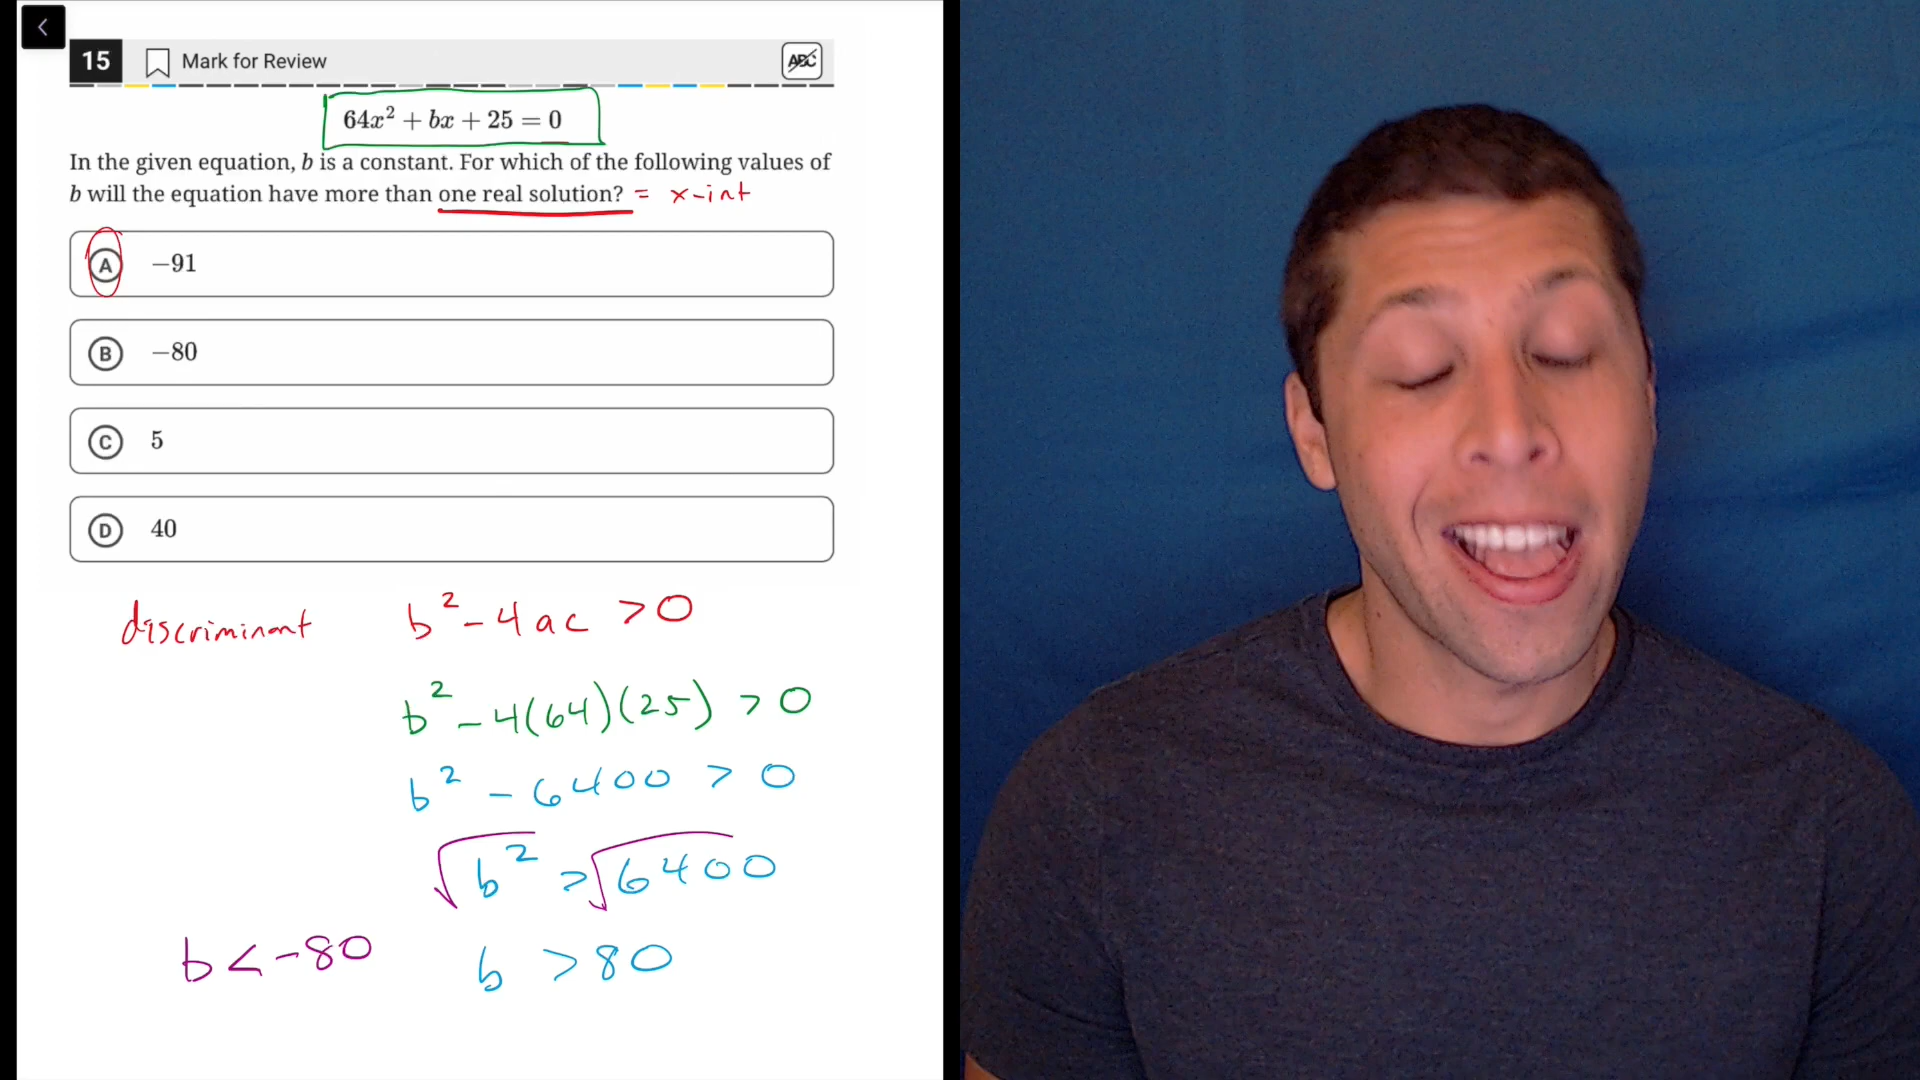 15 Mark for Review ABC
64x² + bx + 25 = 0
In the given equation, b is a constant. For which of the following values of
b will the equation have more than one real solution? = x-int
A −91
B −80
C 5
D 40
discriminant b² - 4ac > 0
b² - 4(64)(25) > 0
b² - 6400 > 0
√b² > √6400
b < -80 b > 80